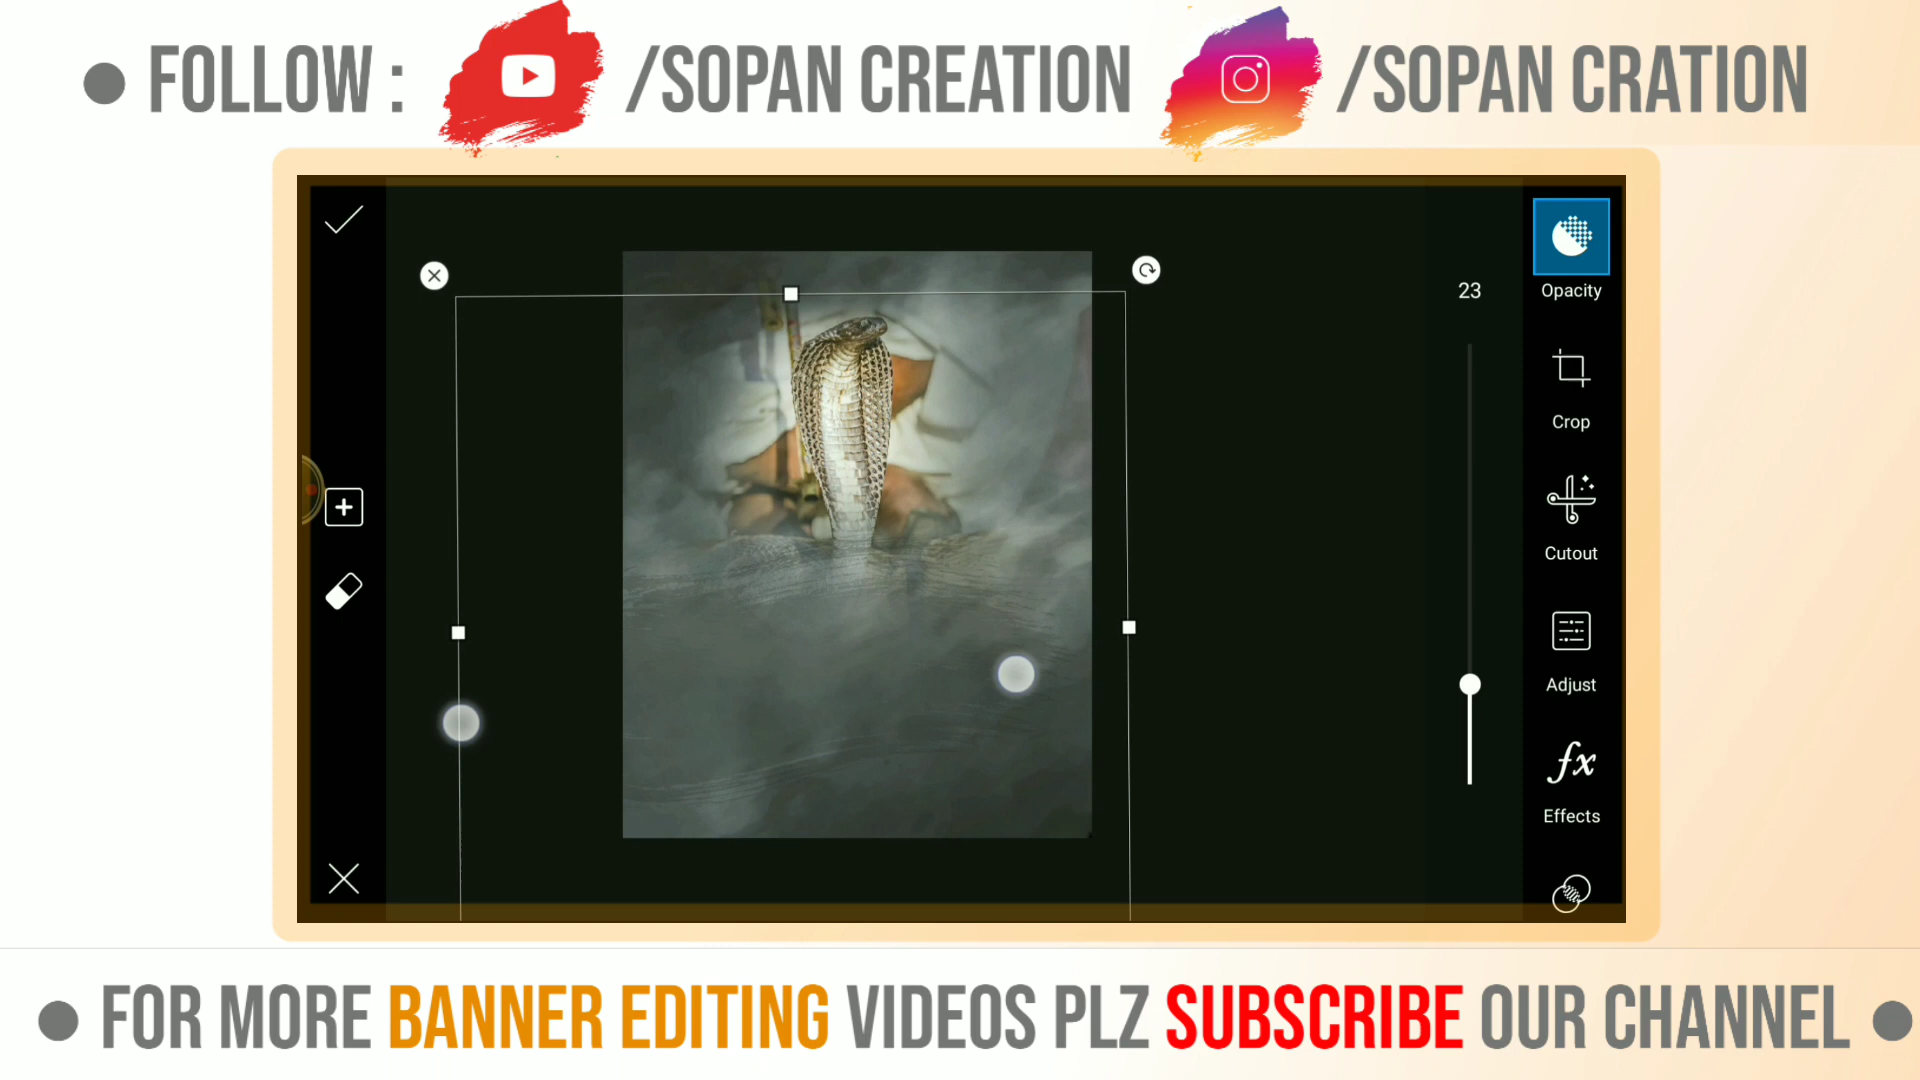 FOLLOW : /SOPAN CREATION /SOPAN CRATION
23
Opacity
Crop
Cutout
Adjust
fx
Effects
FOR MORE BANNER EDITING VIDEOS PLZ SUBSCRIBE OUR CHANNEL